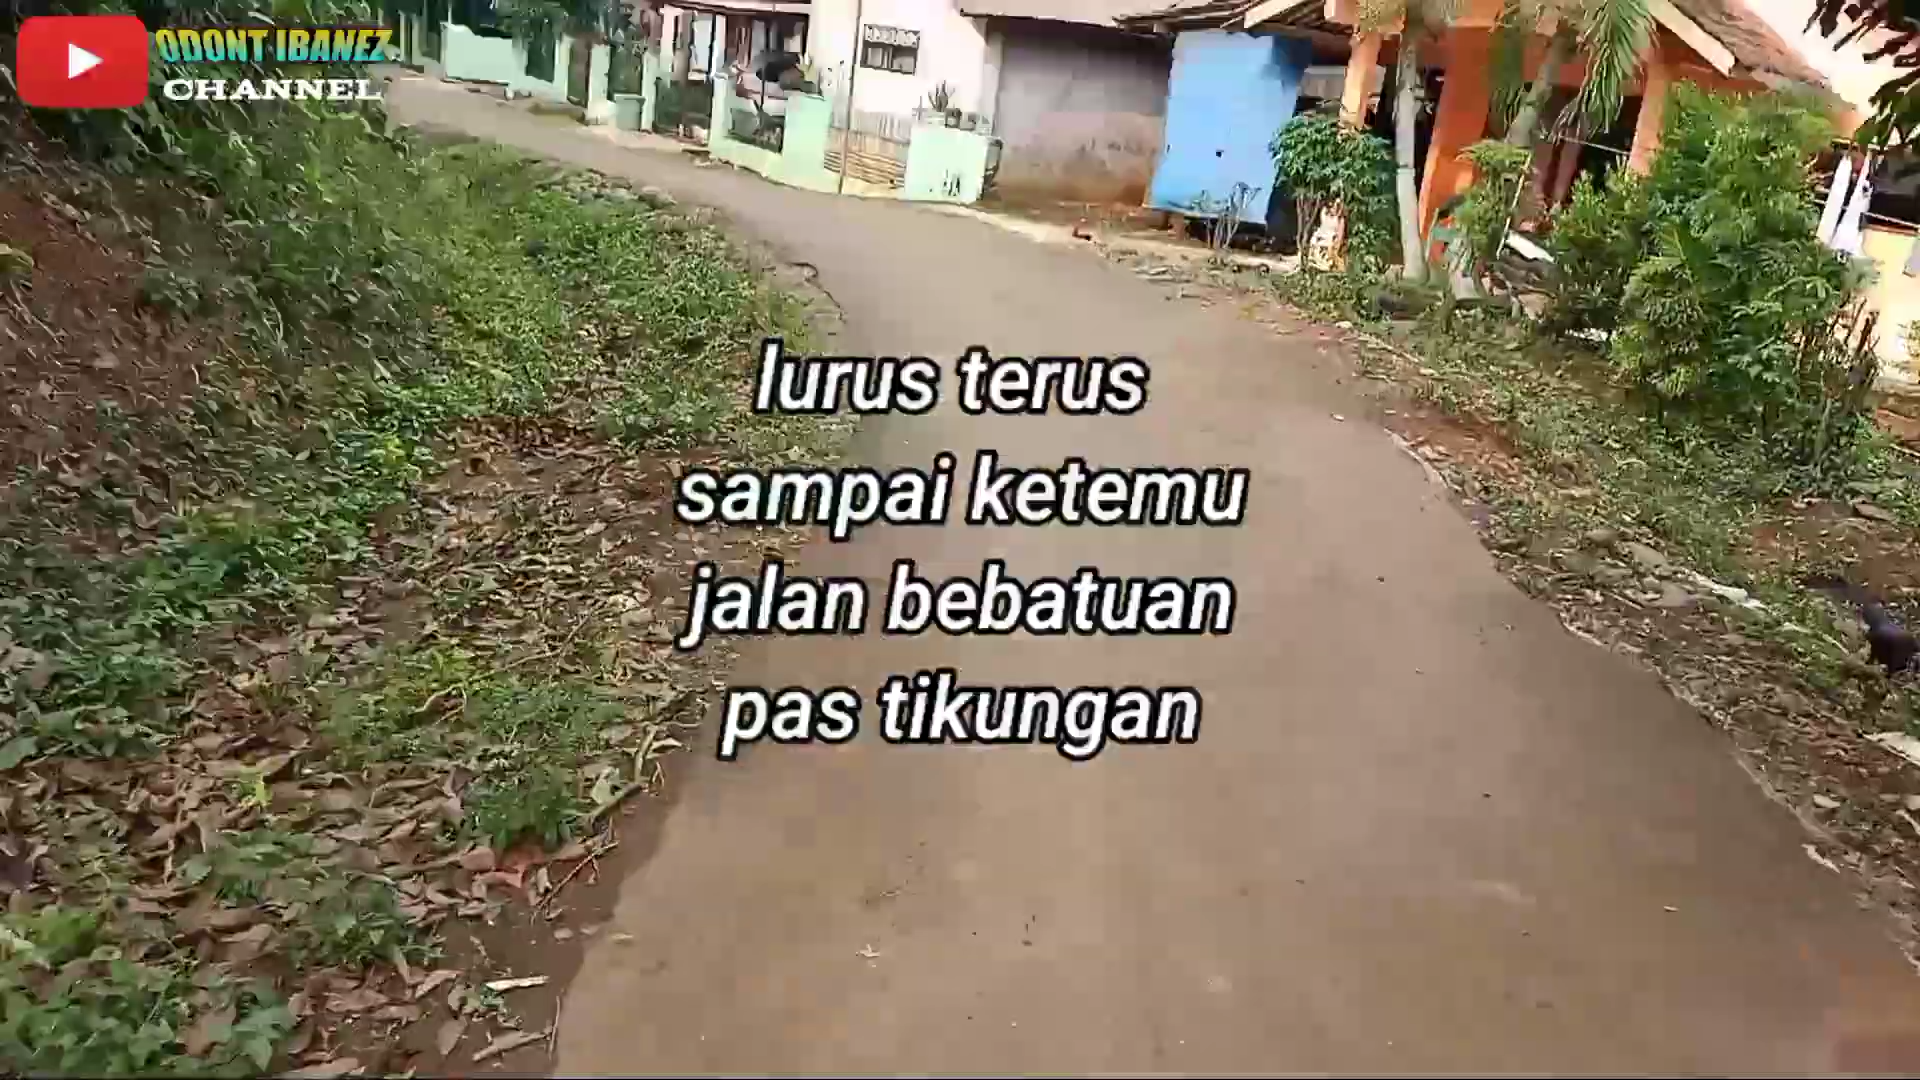 ODONT IBANEZ
CHANNEL
lurus terus
sampai ketemu
jalan bebatuan
pas tikungan